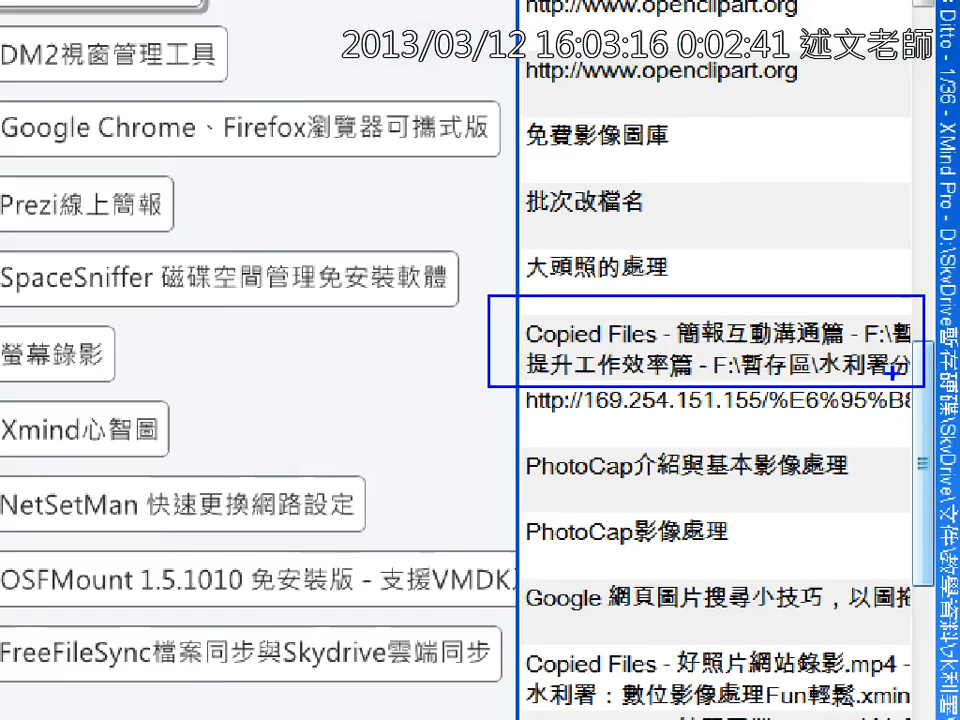 2013/03/12 16:03:16 0:02:41 述文老師
DM2視窗管理工具
Google Chrome、Firefox瀏覽器可攜式版
Prezi線上簡報
SpaceSniffer 磁碟空間管理免安裝軟體
螢幕錄影
Xmind心智圖
NetSetMan 快速更換網路設定
OSFMount 1.5.1010 免安裝版 - 支援VMDK
FreeFileSync檔案同步與Skydrive雲端同步
http://www.openclipart.org
http://www.openclipart.org
免費影像圖庫
批次改檔名
大頭照的處理
Copied Files - 簡報互動溝通篇 - F:\暫
提升工作效率篇 - F:\暫存區\水利署分
http://169.254.151.155/%E6%95%B8
PhotoCap介紹與基本影像處理
PhotoCap影像處理
Google 網頁圖片搜尋小技巧，以圖搜
Copied Files - 好照片網站錄影.mp4 -
水利署：數位影像處理Fun輕鬆.xmin
Ditto - 1/36 - XMind Pro - D:\SkyDrive暫存硬碟\SkyDrive\文件\教學資料\水利署